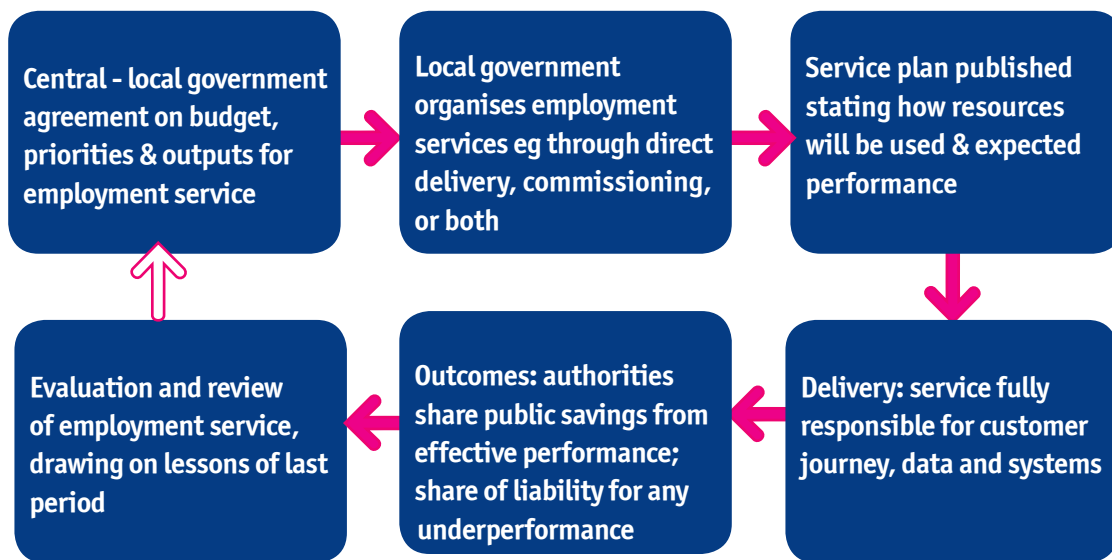 Central - local government
agreement on budget,
priorities & outputs for
employment service
Local government
organises employment
services eg through direct
delivery, commissioning,
or both
Service plan published
stating how resources
will be used & expected
performance
Delivery: service fully
responsible for customer
journey, data and systems
Outcomes: authorities
share public savings from
effective performance;
share of liability for any
underperformance
Evaluation and review
of employment service,
drawing on lessons of last
period